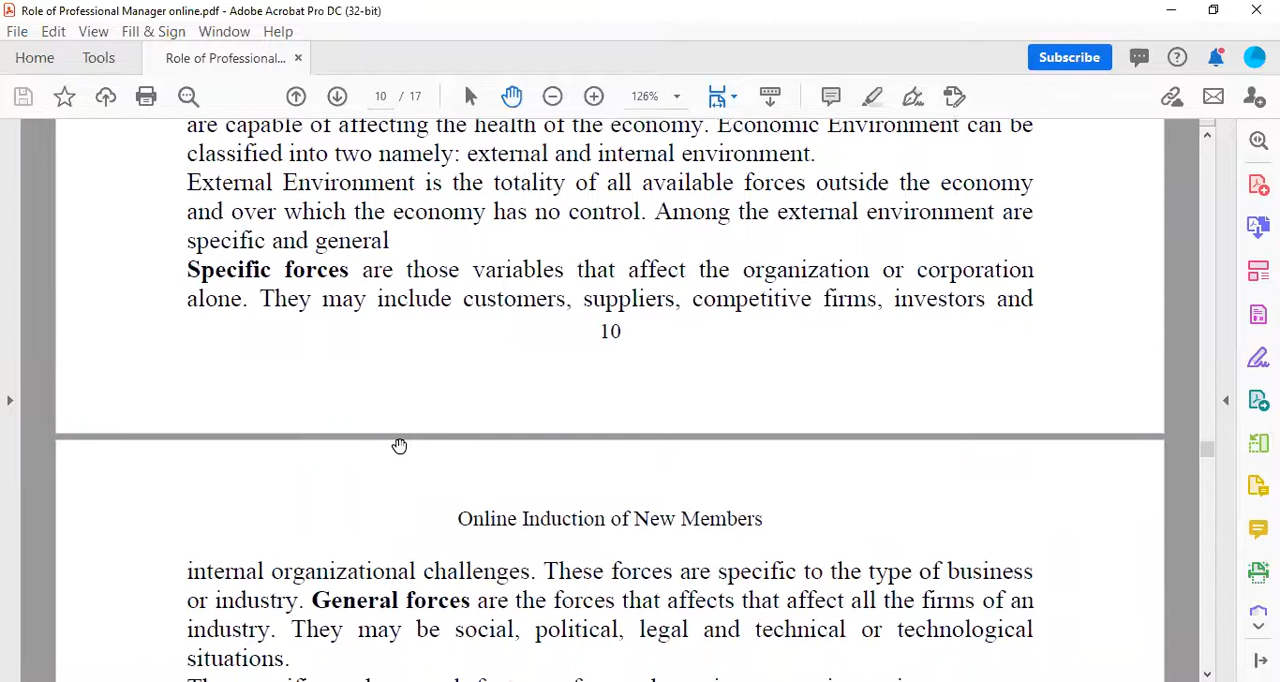 Role of Professional Manager online.pdf - Adobe Acrobat Pro DC (32-bit)
File Edit View Fill & Sign Window Help
Home Tools Role of Professional... ×
Subscribe
10 / 17 126%
are capable of affecting the health of the economy. Economic Environment can be
classified into two namely: external and internal environment.
External Environment is the totality of all available forces outside the economy
and over which the economy has no control. Among the external environment are
specific and general
Specific forces are those variables that affect the organization or corporation
alone. They may include customers, suppliers, competitive firms, investors and
10
Online Induction of New Members
internal organizational challenges. These forces are specific to the type of business
or industry. General forces are the forces that affects that affect all the firms of an
industry. They may be social, political, legal and technical or technological
situations.